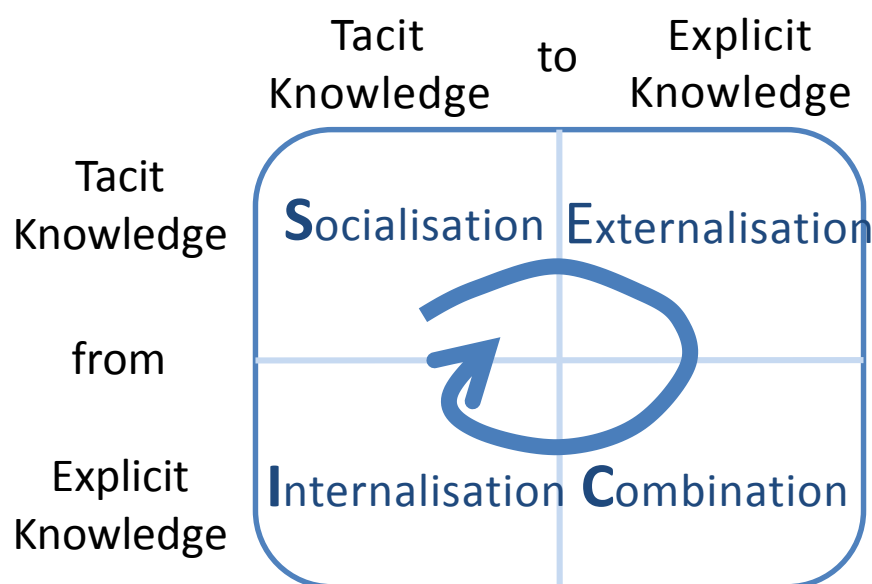 Tacit
Knowledge
to
Explicit
Knowledge
Tacit
Knowledge
Socialisation
Externalisation
from
Explicit
Knowledge
Internalisation
Combination